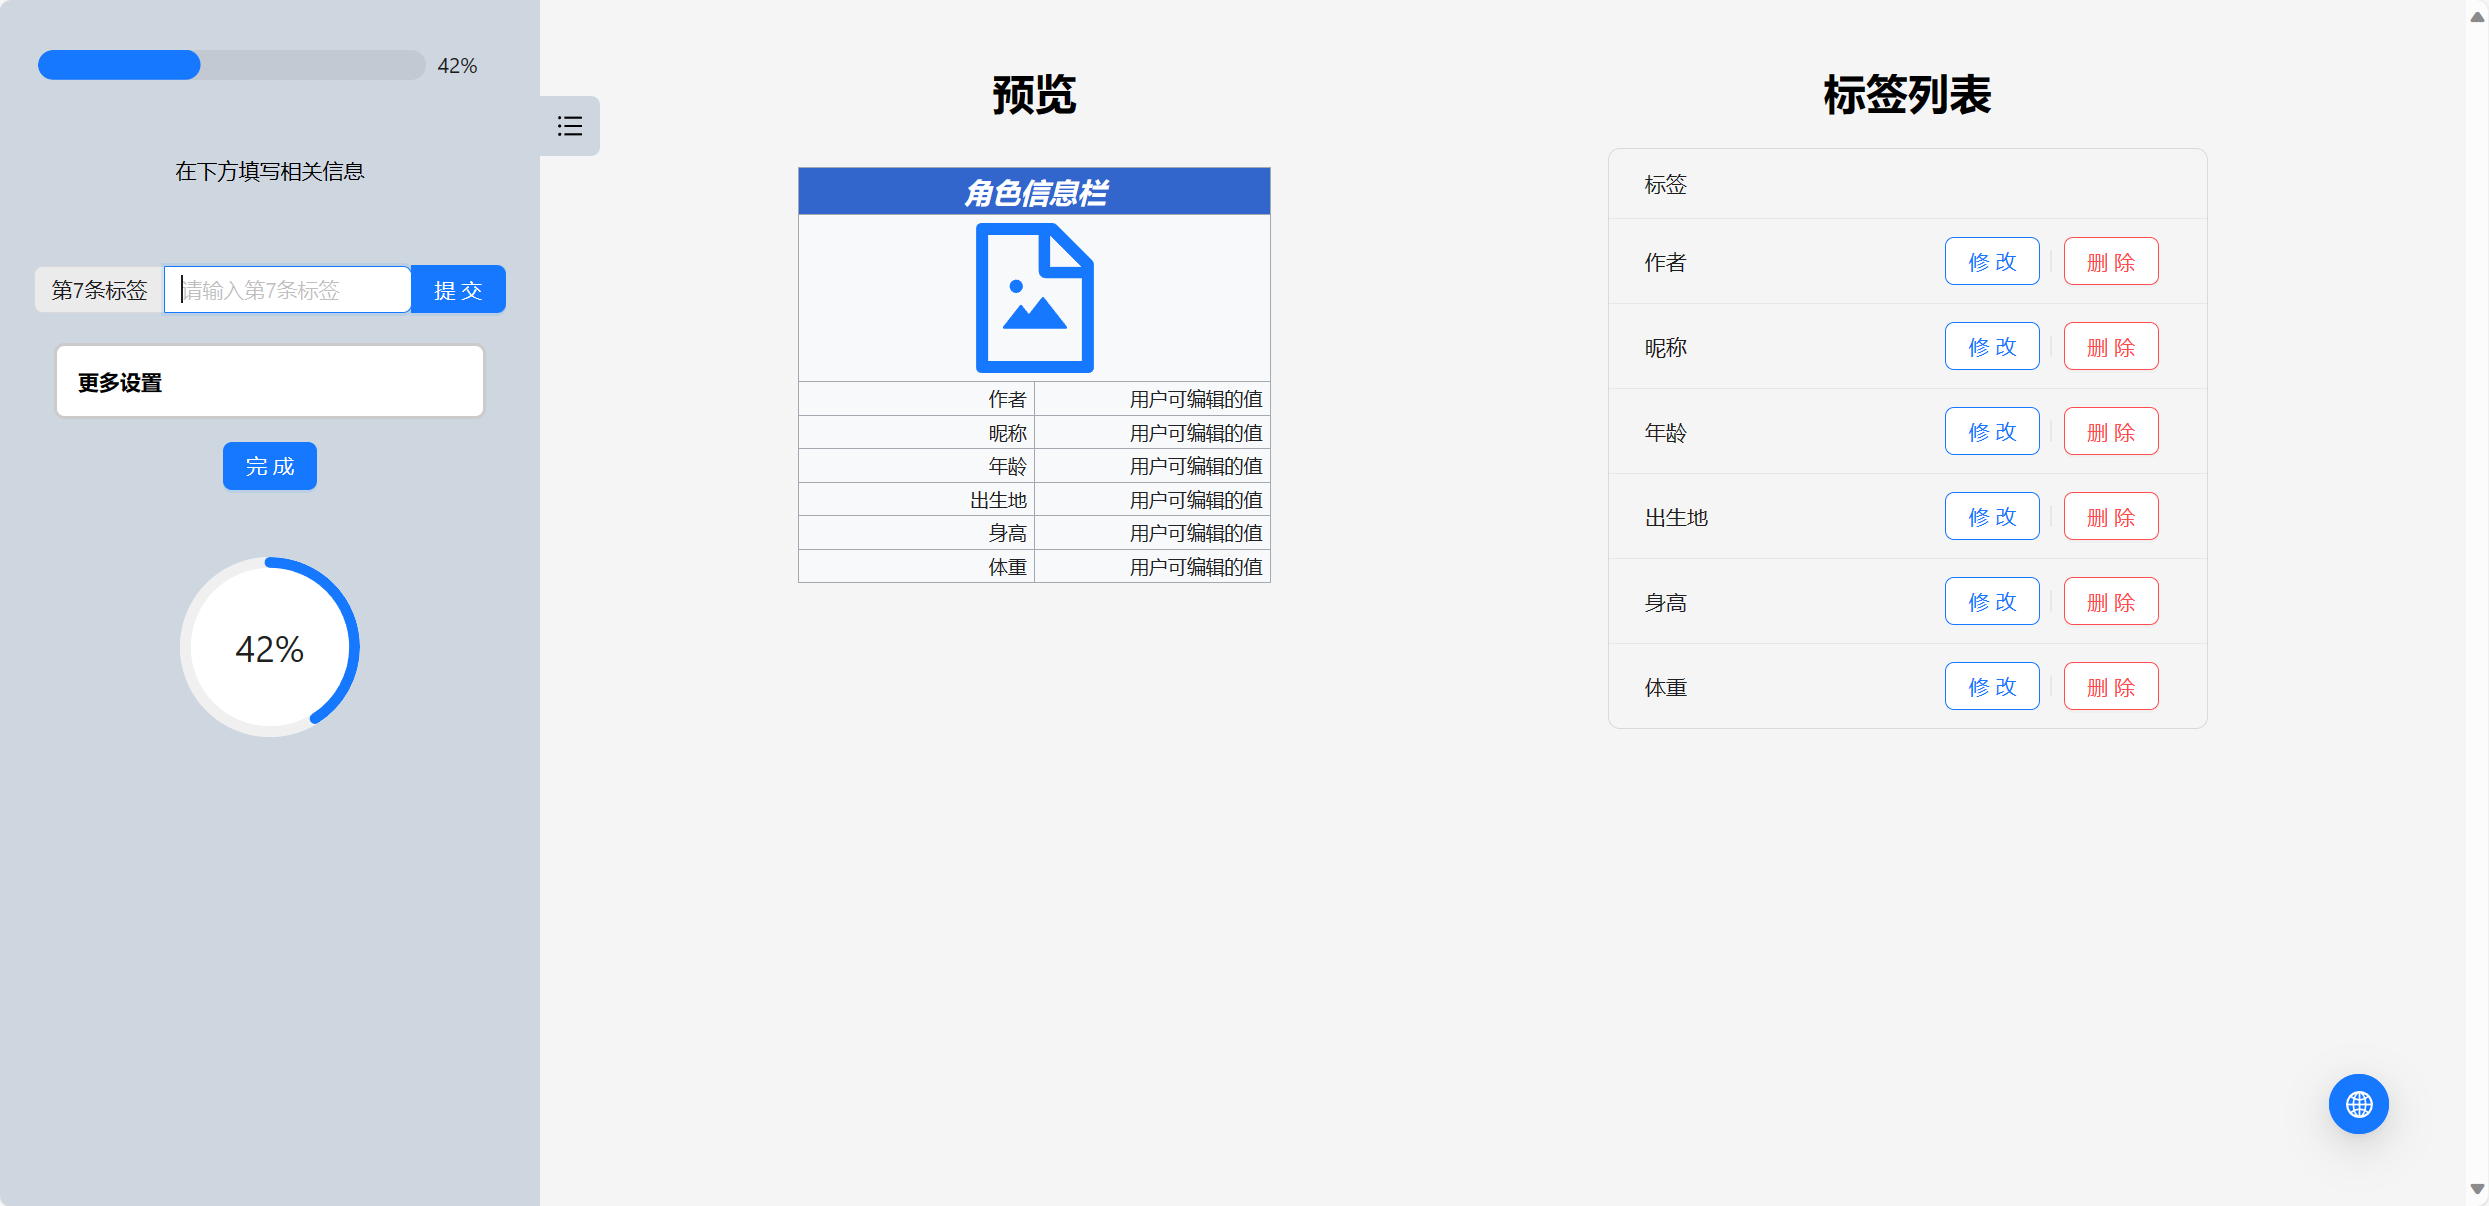 42%
在下方填写相关信息
第7条标签 请输入第7条标签 提 交
更多设置
完 成
42%
预览
角色信息栏
作者 用户可编辑的值
昵称 用户可编辑的值
年龄 用户可编辑的值
出生地 用户可编辑的值
身高 用户可编辑的值
体重 用户可编辑的值
标签列表
标签
作者 修 改 删 除
昵称 修 改 删 除
年龄 修 改 删 除
出生地 修 改 删 除
身高 修 改 删 除
体重 修 改 删 除